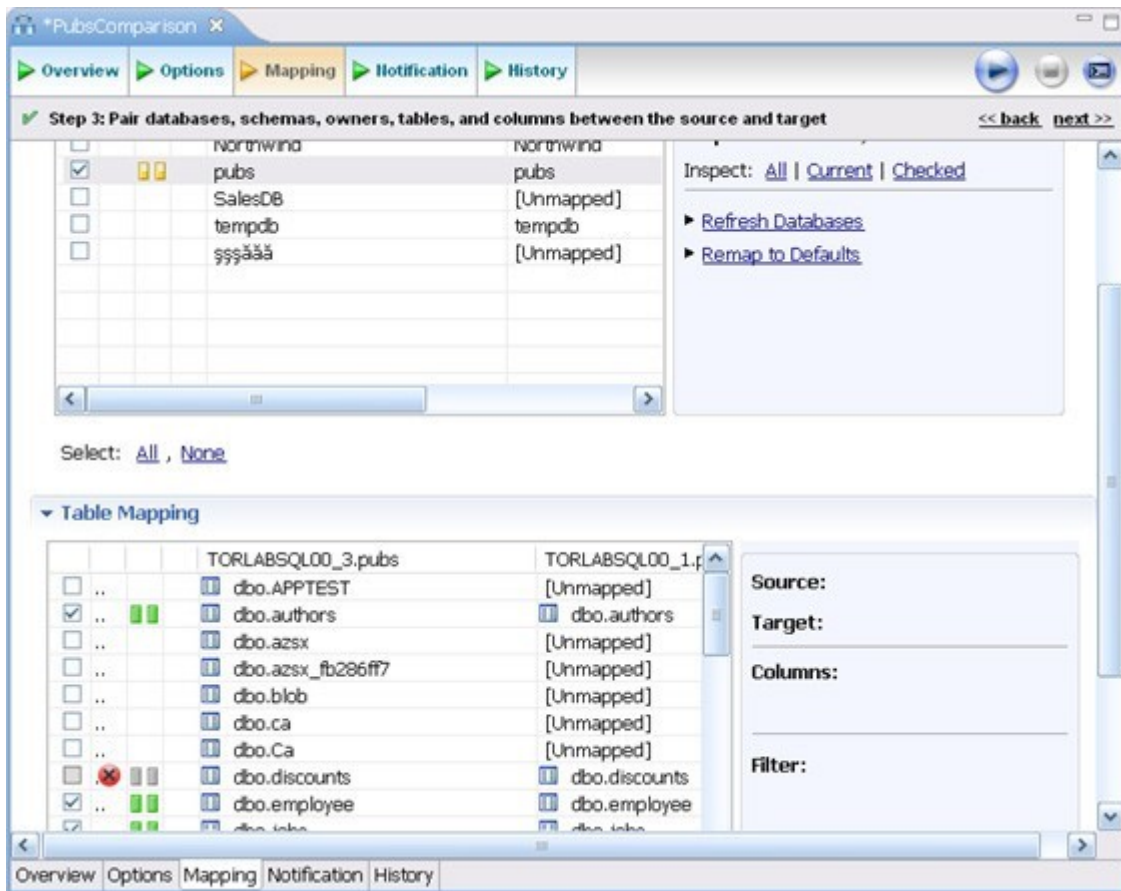 *PubsComparison
Overview Options Mapping Notification History
Step 3: Pair databases, schemas, owners, tables, and columns between the source and target << back next >>
Northwind Northwind
pubs pubs
SalesDB [Unmapped]
tempdb tempdb
şşşăăă [Unmapped]
Inspect: All | Current | Checked
Refresh Databases
Remap to Defaults
Select: All , None
Table Mapping
TORLABSQL00_3.pubs TORLABSQL00_1.p
dbo.APPTEST [Unmapped]
.. dbo.authors dbo.authors
.. dbo.azsx [Unmapped]
.. dbo.azsx_fb286ff7 [Unmapped]
.. dbo.blob [Unmapped]
.. dbo.ca [Unmapped]
.. dbo.Ca [Unmapped]
dbo.discounts dbo.discounts
.. dbo.employee dbo.employee
dbo.jobs dbo.jobs
Source:
Target:
Columns:
Filter:
Overview Options Mapping Notification History